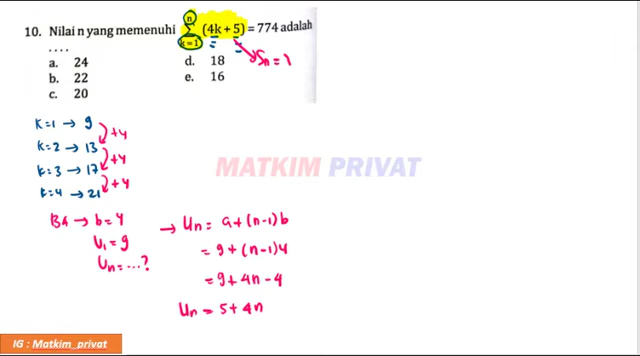 10. Nilai n yang memenuhi n Σ k = 1 (4k + 5) = 774 adalah
....
a. 24 d. 18
b. 22 e. 16
c. 20
Sn = 
k=1 → 9
+4
k=2 → 13
+4
k=3 → 17
+4
k=4 → 21
MATKIM PRIVAT
BA → b = 4
U1 = 9
Un = ...?
→ Un = a + (n-1) b
= 9 + (n-1) 4
= 9 + 4n - 4
Un = 5 + 4n
IG : Matkim_privat